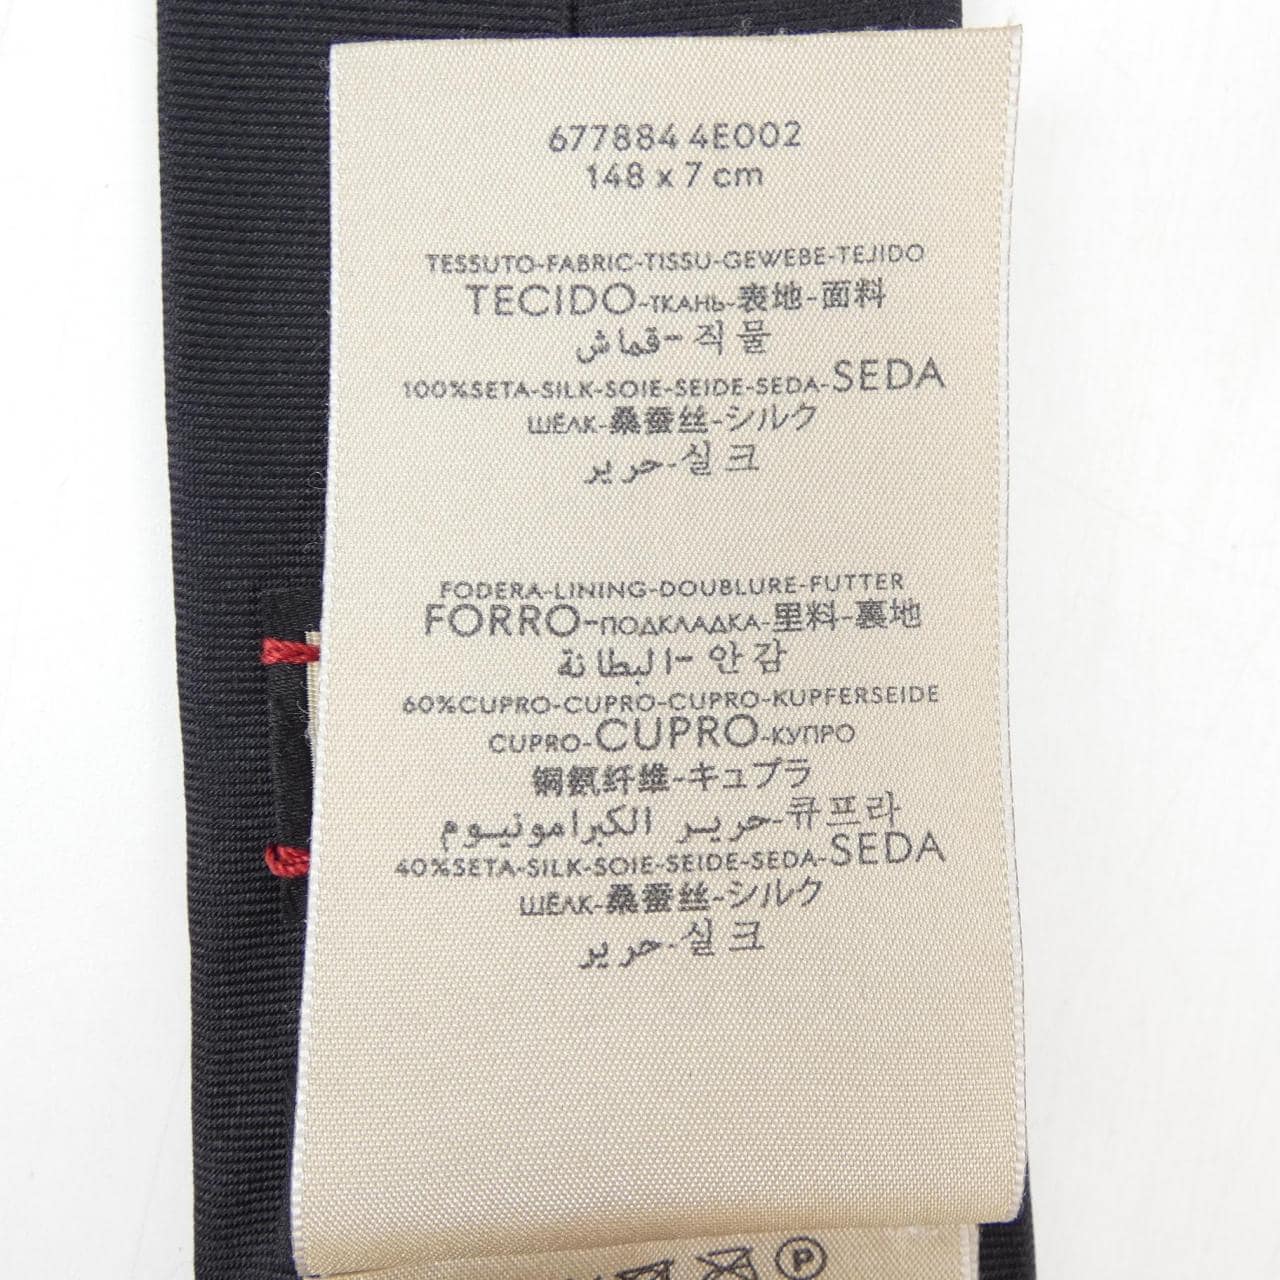 677884 4E002
148 x 7 cm
TESSUTO-FABRIC-TISSU-GEWEBE-TEJIDO
TECIDO-ТКАНЬ-表地-面料
قماش-직물
100%SETA-SILK-SOIE-SEIDE-SEDA-SEDA
ШЁЛК-桑蚕丝-シルク
حرير-실크
FODERA-LINING-DOUBLURE-FUTTER
FORRO-ПОДКЛАДКА-里料-裏地
البطانة-안감
60%CUPRO-CUPRO-CUPRO-KUPFERSEIDE
CUPRO-CUPRO-КУПРО
铜氨纤维-キュプラ
حرير الكبرامونيوم-큐프라
40%SETA-SILK-SOIE-SEIDE-SEDA-SEDA
ШЁЛК-桑蚕丝-シルク
حرير-실크
P